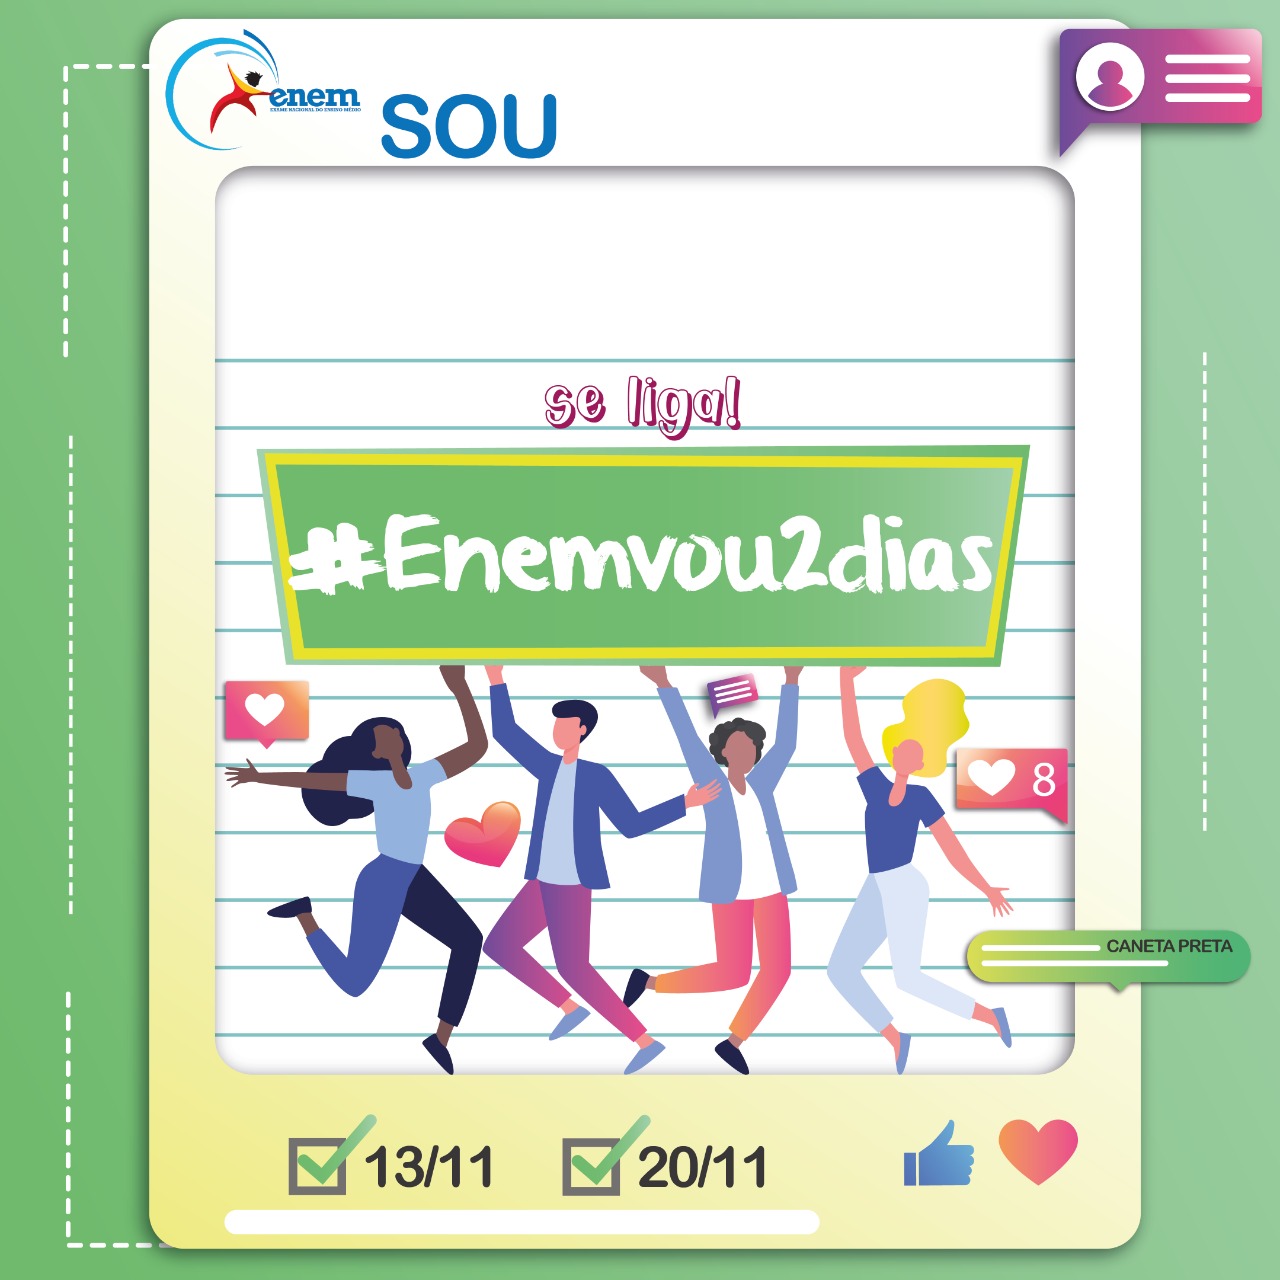 enem
EXAME NACIONAL DO ENSINO MÉDIO
SOU
se liga!
#Enemvou2dias
8
CANETA PRETA
13/11
20/11